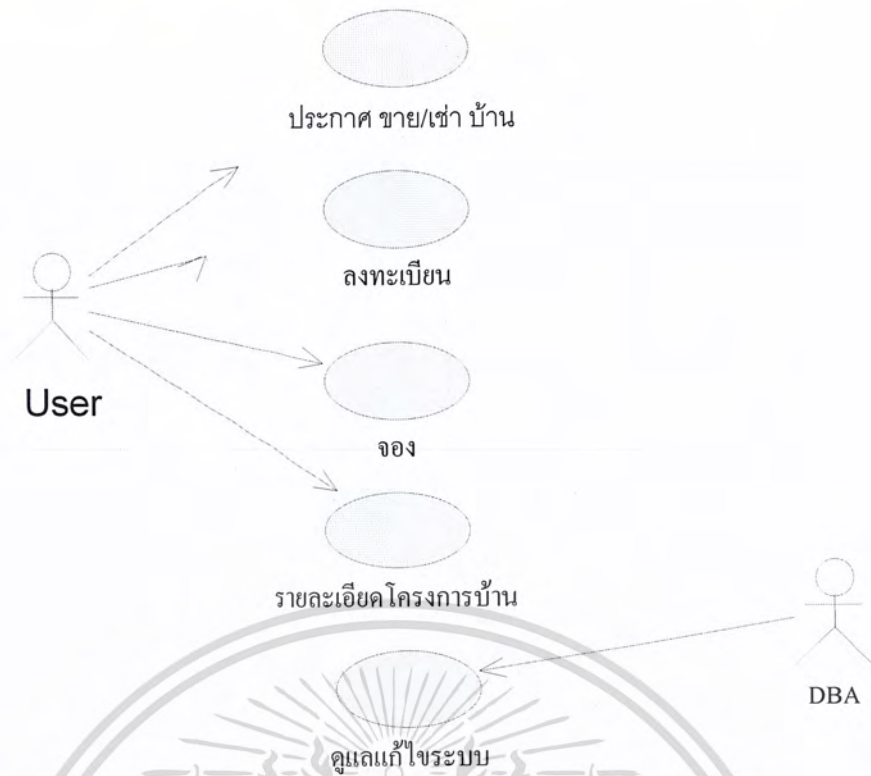 ประกาศ ขาย/เช่า บ้าน
ลงทะเบียน
User
จอง
รายละเอียดโครงการบ้าน
DBA
ดูแลแก้ไขระบบ